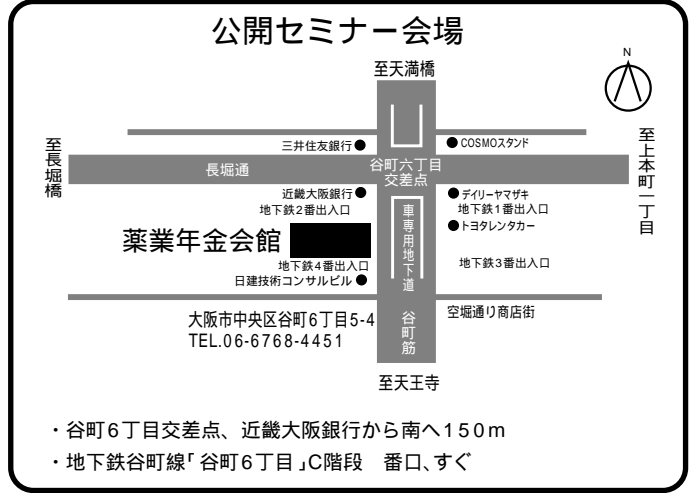 公開セミナー会場
N
至天満橋
三井住友銀行
COSMOスタンド
至長堀橋
長堀通
谷町六丁目
交差点
至上本町一丁目
近畿大阪銀行
地下鉄2番出入口
デイリーヤマザキ
地下鉄1番出入口
トヨタレンタカー
車専用地下道
薬業年金会館
地下鉄4番出入口
地下鉄3番出入口
日建技術コンサルビル
大阪市中央区谷町6丁目5-4
TEL.06-6768-4451
谷町筋
空堀通り商店街
至天王寺
・谷町6丁目交差点、近畿大阪銀行から南へ150m
・地下鉄谷町線「谷町6丁目」C階段　番口、すぐ